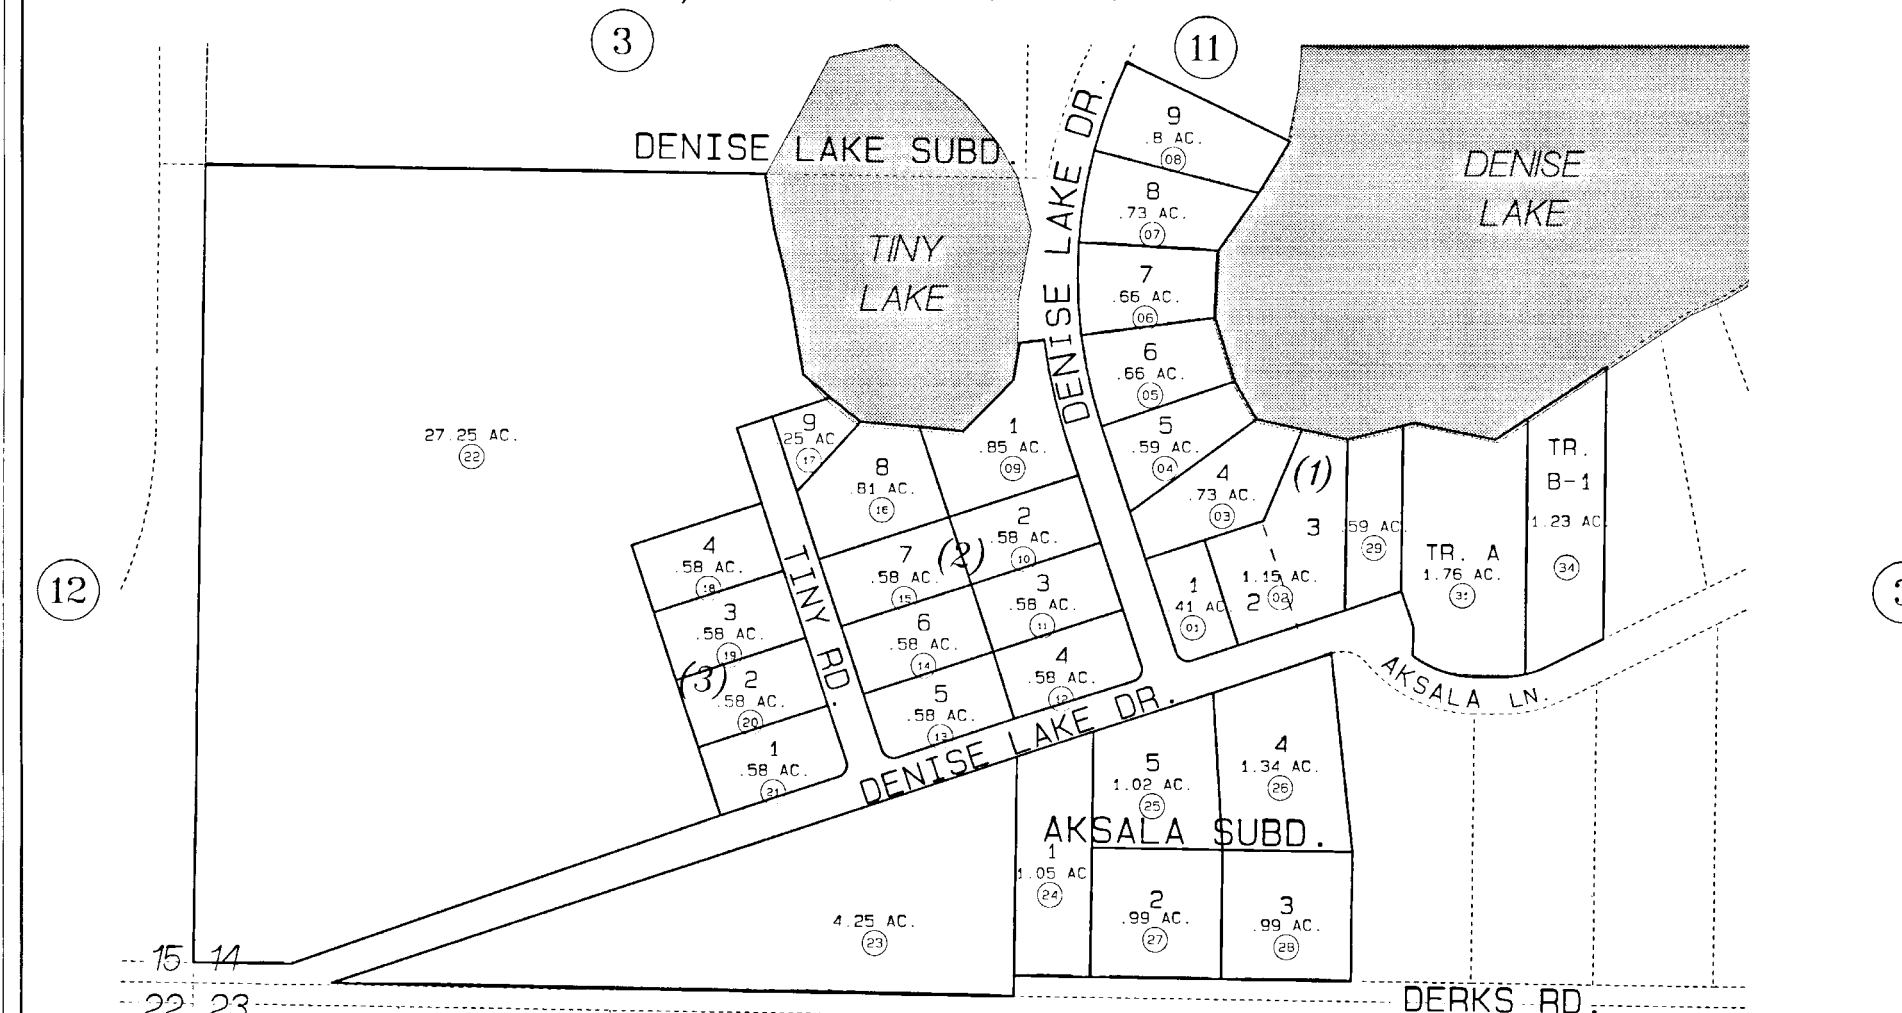 3
11
DENISE LAKE SUBD.
DENISE LAKE DR.
9
.8 AC.
08
DENISE
LAKE
8
.73 AC.
07
TINY
LAKE
7
.66 AC.
06
6
.66 AC.
05
27.25 AC.
22
9
25 AC
17
1
.85 AC.
09
5
.59 AC.
04
(1)
8
.81 AC.
16
4
.73 AC.
03
TR.
B-1
1.23 AC
34
2
.58 AC.
10
3
.59 AC
29
4
.58 AC.
18
TINY RD.
7
.58 AC.
15
(2)
TR. A
1.76 AC.
31
12
3
.58 AC.
11
1
41 AC
01
1.15 AC.
2
02
3
.58 AC.
19
6
.58 AC.
14
4
.58 AC.
12
(3)
2
.58 AC.
20
5
.58 AC.
13
AKSALA LN.
1
.58 AC.
21
DENISE LAKE DR.
5
1.02 AC.
25
4
1.34 AC.
26
AKSALA SUBD.
1
1.05 AC
24
2
.99 AC.
27
3
.99 AC.
28
4.25 AC.
23
15 14
22 23
DERKS RD.